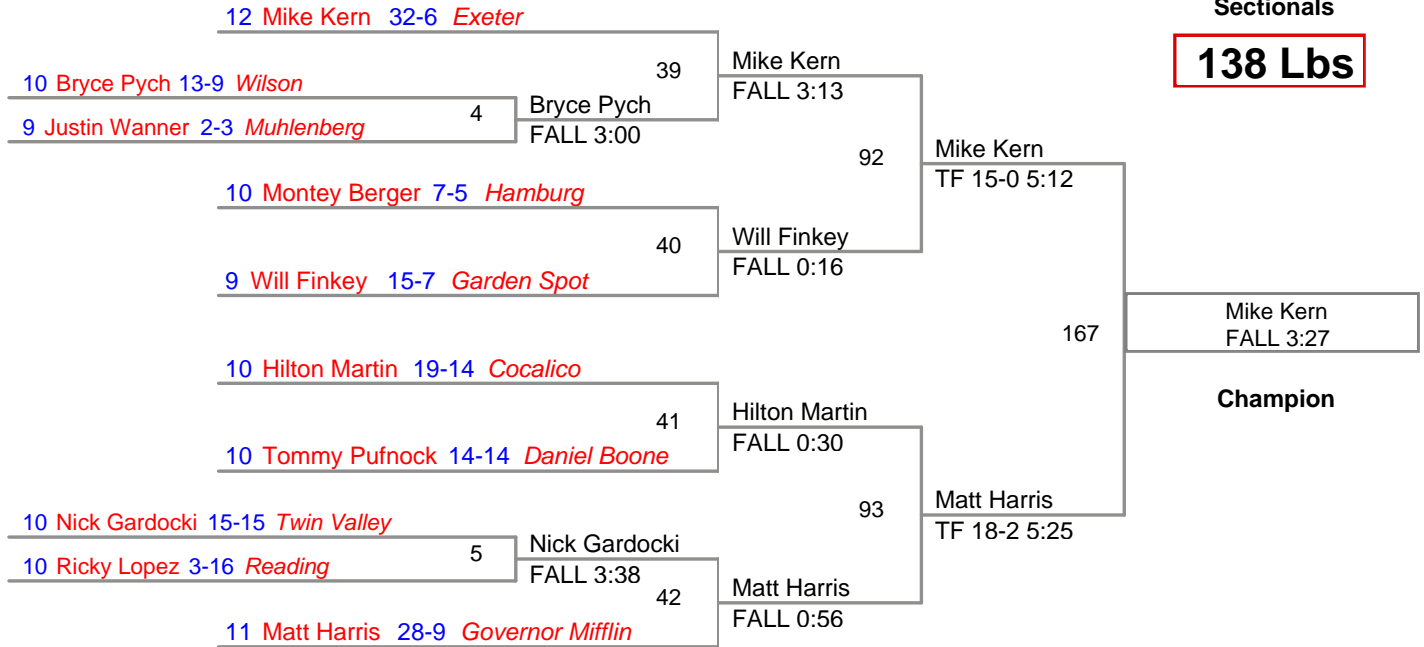 Sectionals
138 Lbs
12 Mike Kern 32-6 Exeter
39
Mike Kern
FALL 3:13
10 Bryce Pych 13-9 Wilson
4
Bryce Pych
FALL 3:00
9 Justin Wanner 2-3 Muhlenberg
92
Mike Kern
TF 15-0 5:12
10 Montey Berger 7-5 Hamburg
40
Will Finkey
FALL 0:16
9 Will Finkey 15-7 Garden Spot
167
Mike Kern
FALL 3:27
Champion
10 Hilton Martin 19-14 Cocalico
41
Hilton Martin
FALL 0:30
10 Tommy Pufnock 14-14 Daniel Boone
93
Matt Harris
TF 18-2 5:25
10 Nick Gardocki 15-15 Twin Valley
5
Nick Gardocki
FALL 3:38
10 Ricky Lopez 3-16 Reading
42
Matt Harris
FALL 0:56
11 Matt Harris 28-9 Governor Mifflin